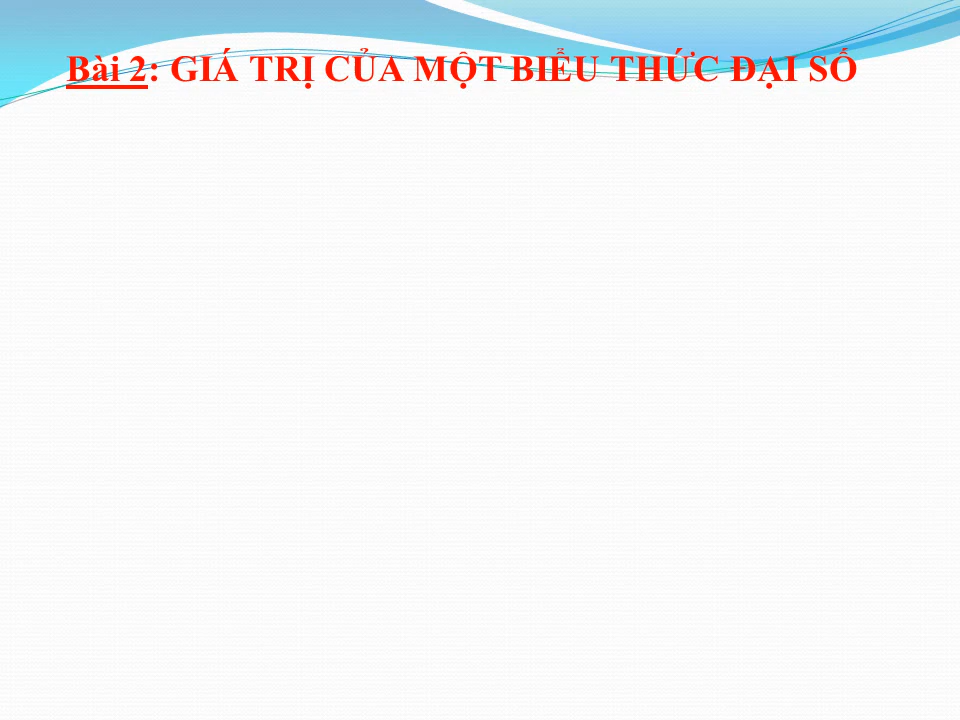 Bài 2: GIÁ TRỊ CỦA MỘT BIỂU THỨC ĐẠI SỐ